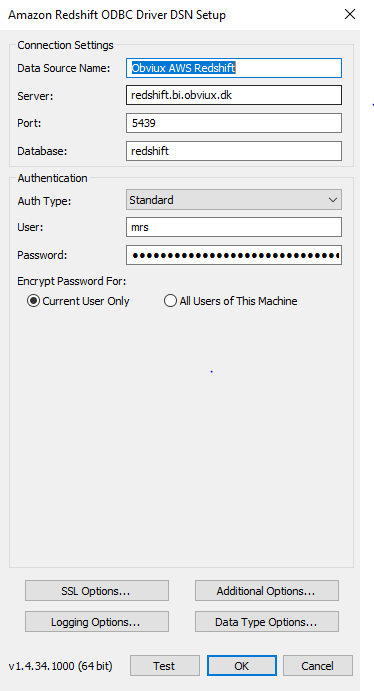 Amazon Redshift ODBC Driver DSN Setup
Connection Settings
Data Source Name: Obviux AWS Redshift
Server: redshift.bi.obviux.dk
Port: 5439
Database: redshift
Authentication
Auth Type: Standard
User: mrs
Password: ●●●●●●●●●●●●●●●●●●●●●●●●●●●●●●
Encrypt Password For:
Current User Only All Users of This Machine
SSL Options... Additional Options...
Logging Options... Data Type Options...
v1.4.34.1000 (64 bit) Test OK Cancel